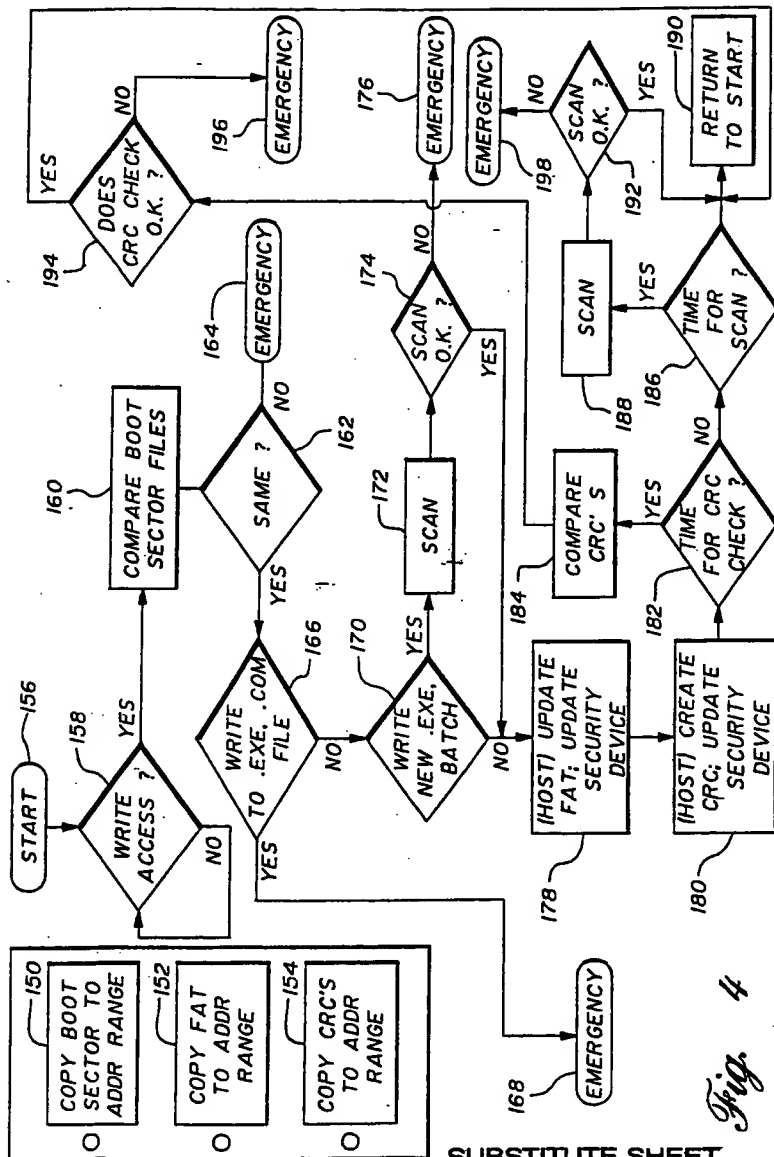 150
COPY BOOT
SECTOR TO
ADDR RANGE
152
COPY FAT
TO ADDR
RANGE
154
COPY CRC'S
TO ADDR
RANGE
START
156
158
WRITE
ACCESS ?
NO
YES
160
COMPARE BOOT
SECTOR FILES
SAME ?
162
NO
164
EMERGENCY
YES
WRITE
TO .EXE, .COM
FILE
166
YES
168
EMERGENCY
NO
170
WRITE
NEW .EXE,
BATCH
YES
172
SCAN
174
SCAN
O.K. ?
NO
176
EMERGENCY
YES
NO
(HOST) UPDATE
FAT; UPDATE
SECURITY
DEVICE
178
(HOST) CREATE
CRC; UPDATE
SECURITY
DEVICE
180
TIME
FOR CRC
CHECK ?
182
YES
COMPARE
CRC'S
184
NO
TIME
FOR
SCAN ?
186
YES
SCAN
188
SCAN
O.K. ?
192
NO
EMERGENCY
198
YES
RETURN
TO START
190
DOES
CRC CHECK
O.K. ?
194
YES
NO
196
EMERGENCY
Fig. 4
SUBSTITUTE SHEET